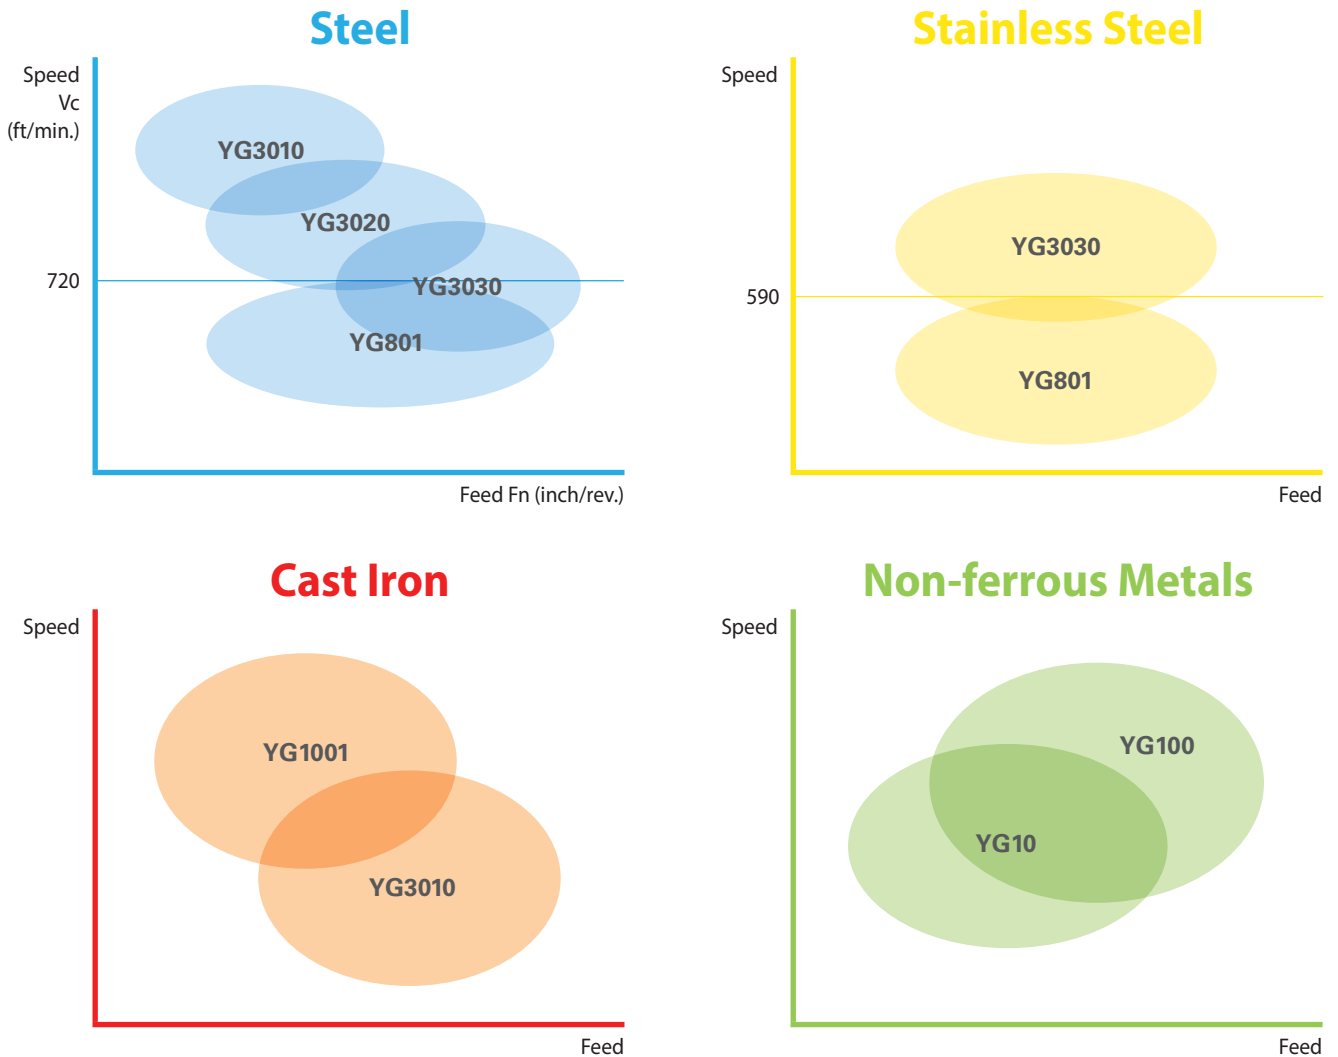 Steel
Speed
Vc
(ft/min.)
YG3010
YG3020
720
YG3030
YG801
Feed Fn (inch/rev.)
Stainless Steel
Speed
YG3030
590
YG801
Feed
Cast Iron
Speed
YG1001
YG3010
Feed
Non-ferrous Metals
Speed
YG100
YG10
Feed